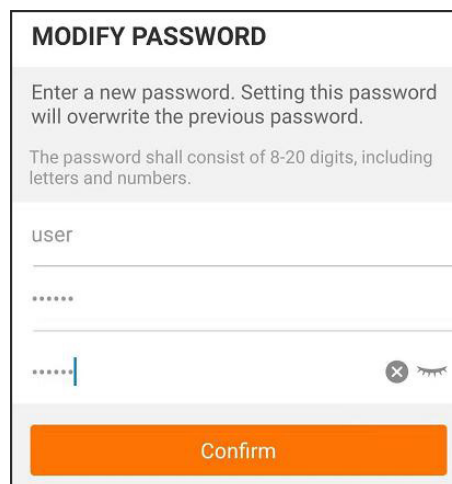 MODIFY PASSWORD
Enter a new password. Setting this password
will overwrite the previous password.
The password shall consist of 8-20 digits, including
letters and numbers.
user
••••••
••••••
Confirm